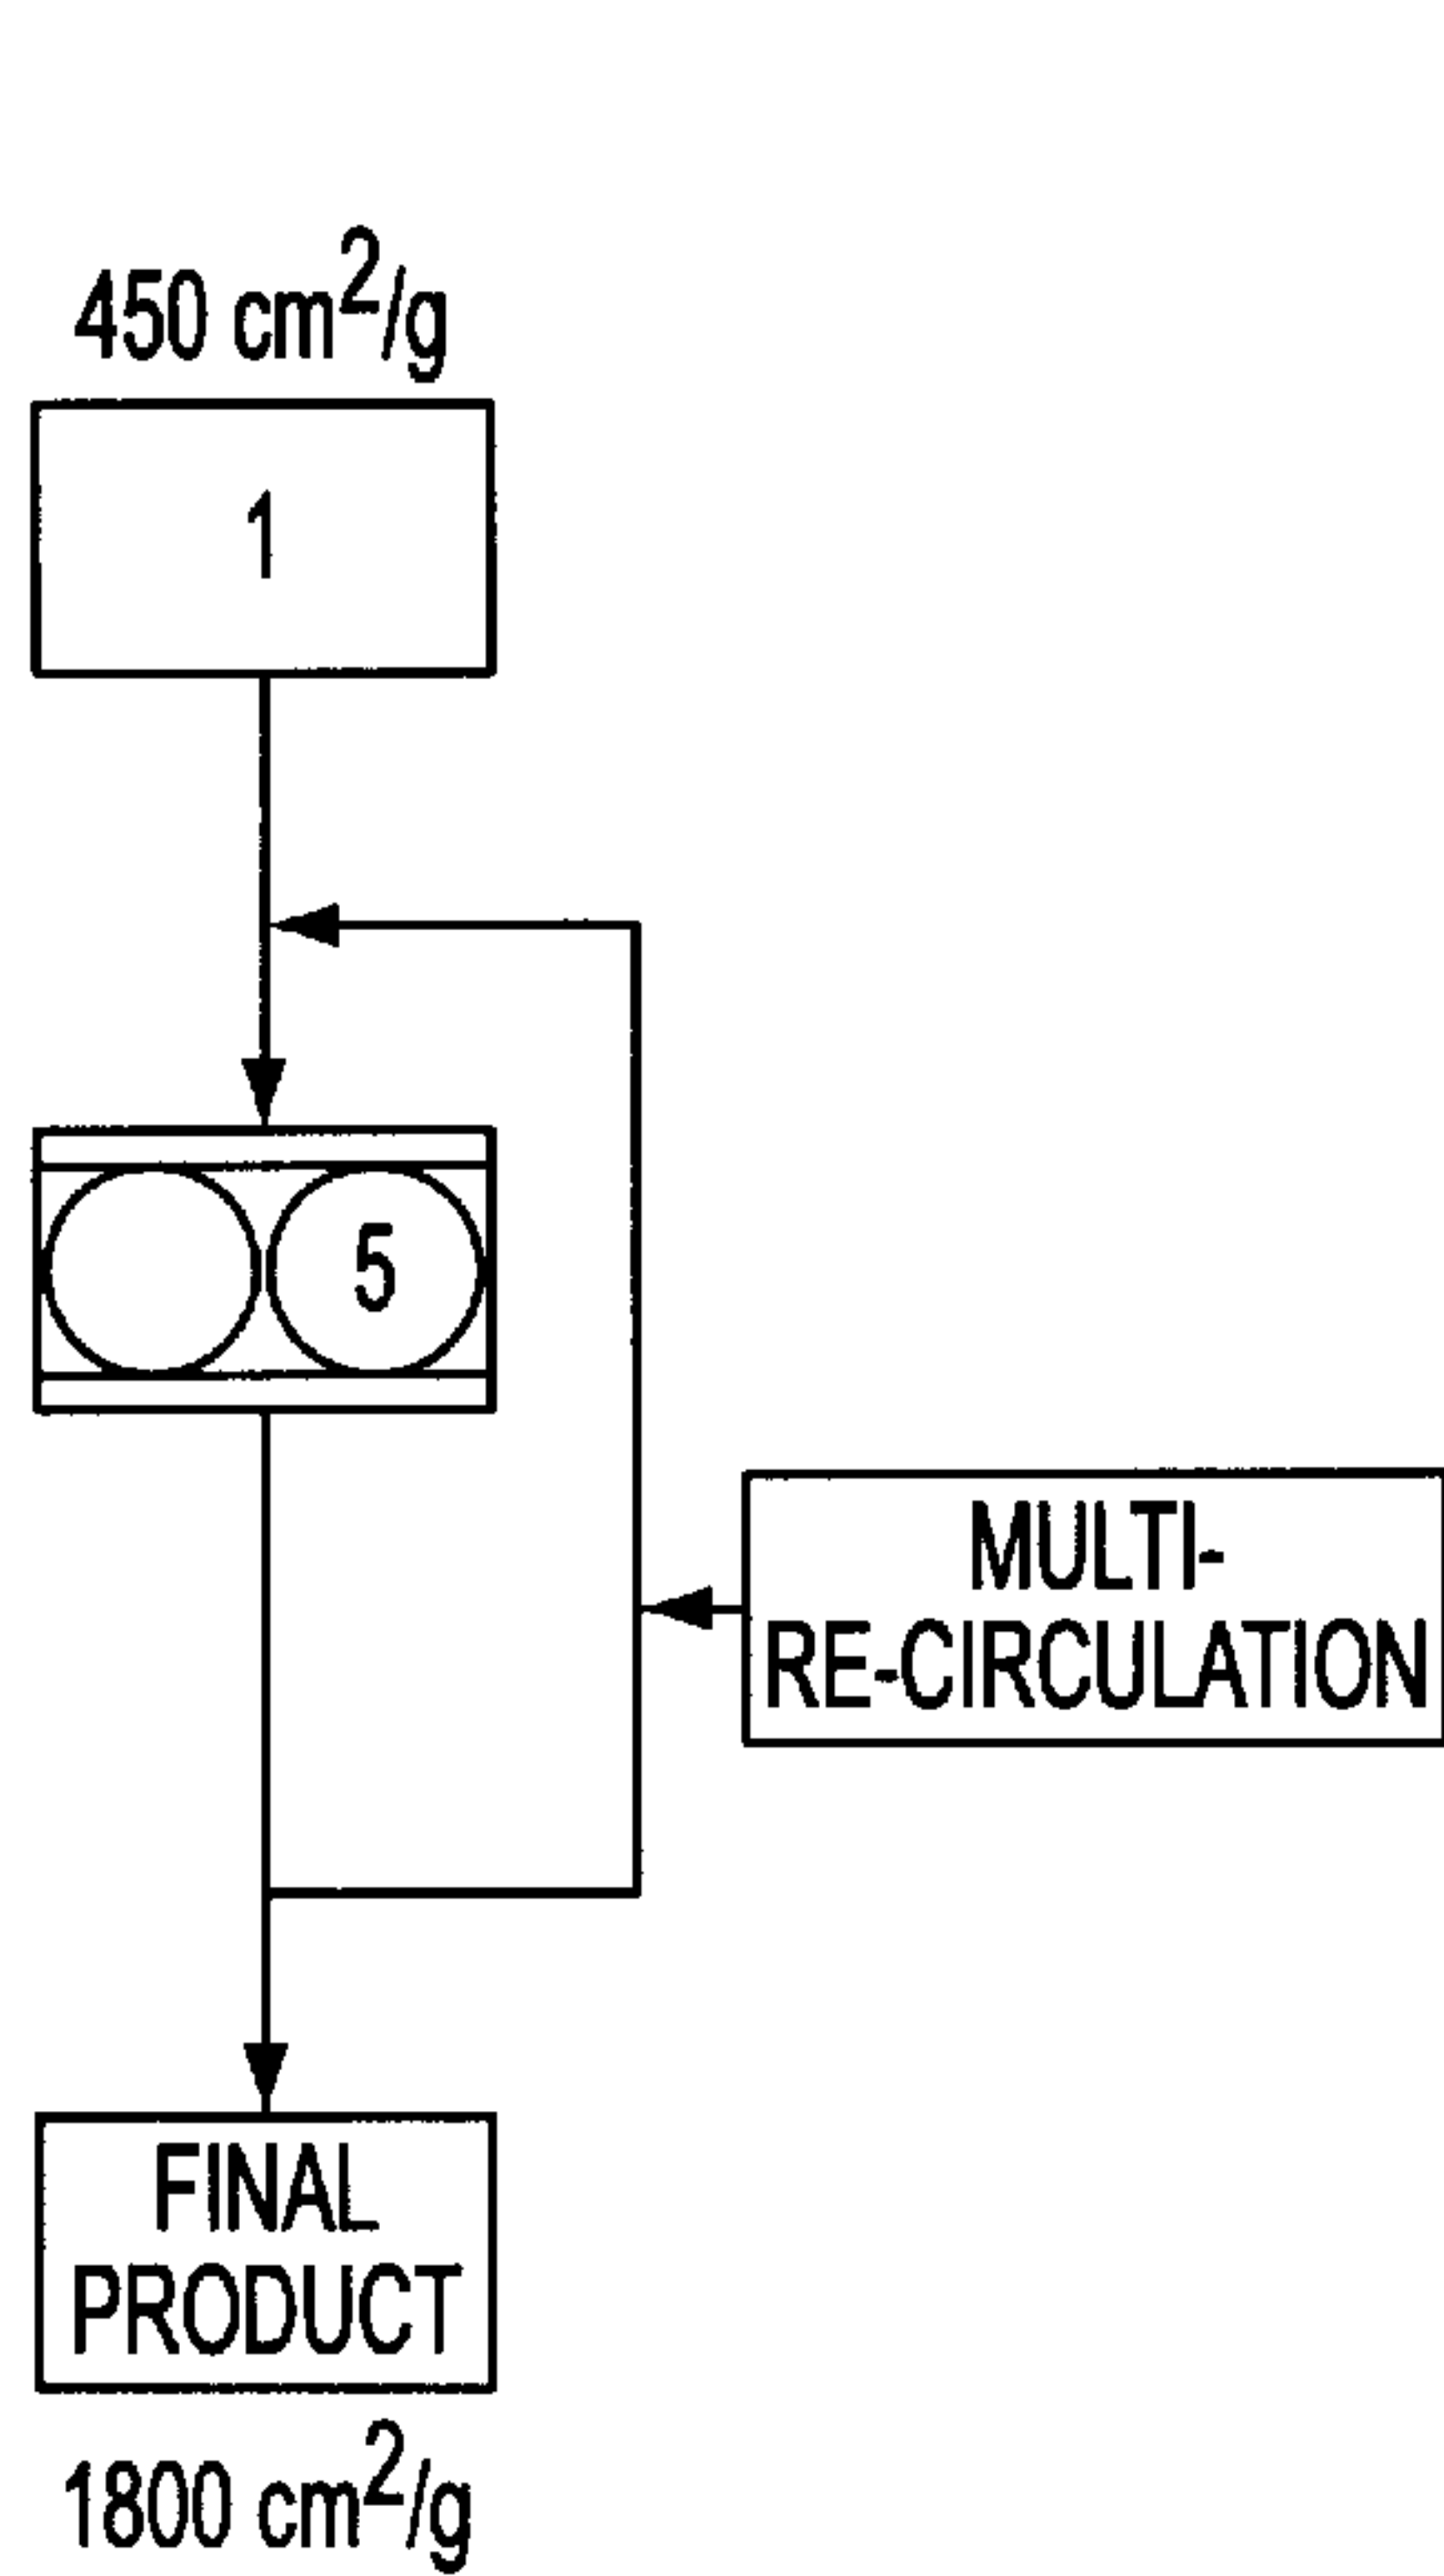 450 cm²/g
1
5
MULTI-
RE-CIRCULATION
FINAL
PRODUCT
1800 cm²/g